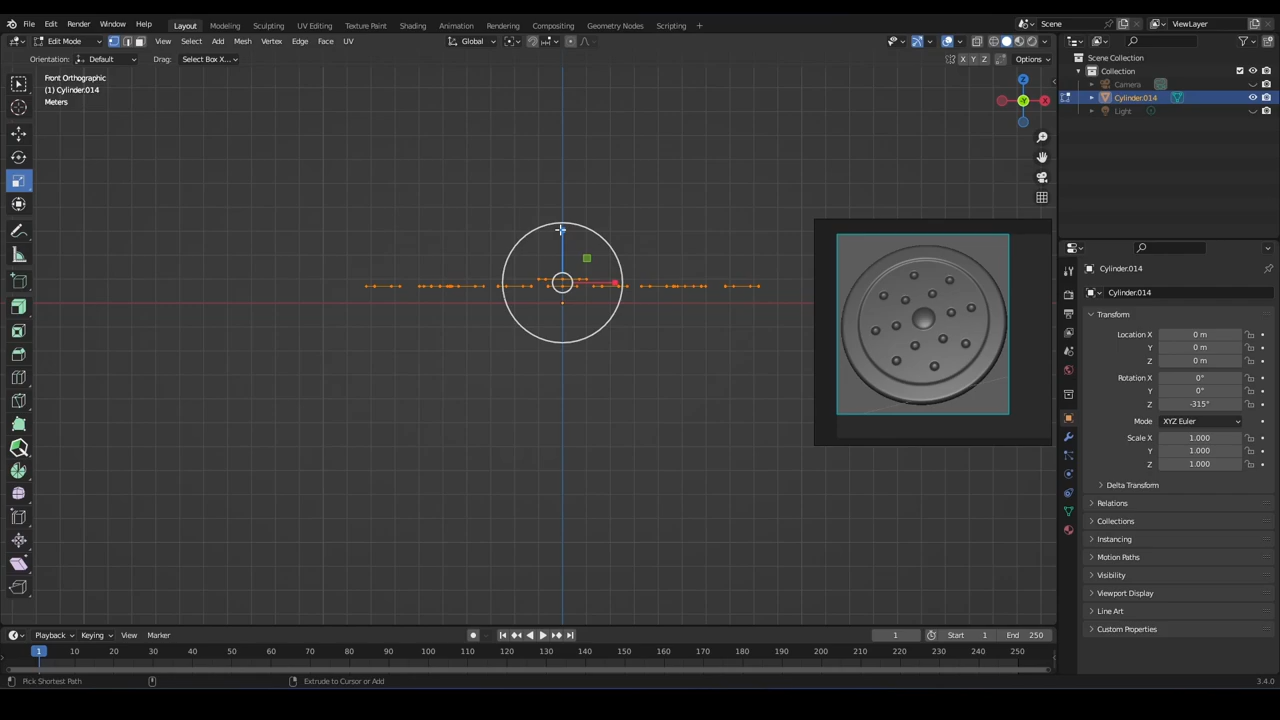 File Edit Render Window Help Layout Modeling Sculpting UV Editing Texture Paint Shading Animation Rendering Compositing Geometry Nodes Scripting + Scene ViewLayer
Edit Mode View Select Add Mesh Vertex Edge Face UV Global
Orientation: Default Drag: Select Box X... X Y Z Options
Front Orthographic
(1) Cylinder.014
Meters
Z
Y
X
Scene Collection
Collection
Camera
Cylinder.014
Light
Cylinder.014
Cylinder.014
Transform
Location X 0 m
Y 0 m
Z 0 m
Rotation X 0°
Y 0°
Z -315°
Mode XYZ Euler
Scale X 1.000
Y 1.000
Z 1.000
Delta Transform
Relations
Collections
Instancing
Motion Paths
Visibility
Viewport Display
Line Art
Custom Properties
Playback Keying View Marker 1 Start 1 End 250
1 10 20 30 40 50 60 70 80 90 100 110 120 130 140 150 160 170 180 190 200 210 220 230 240 250
Pick Shortest Path Extrude to Cursor or Add 3.4.0